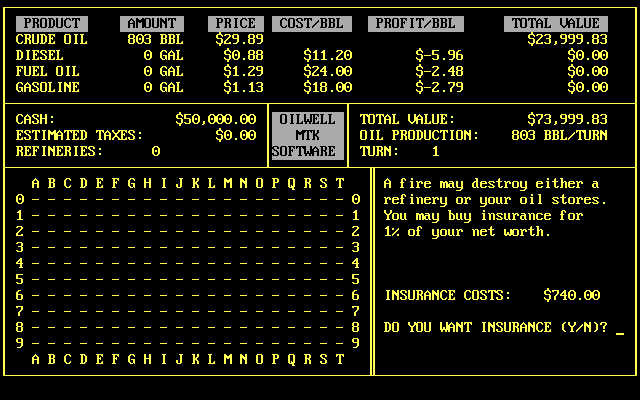 PRODUCT AMOUNT PRICE COST/BBL PROFIT/BBL TOTAL VALUE
CRUDE OIL 803 BBL $29.89 $23,999.83
DIESEL 0 GAL $0.88 $11.20 $-5.96 $0.00
FUEL OIL 0 GAL $1.29 $24.00 $-2.48 $0.00
GASOLINE 0 GAL $1.13 $18.00 $-2.79 $0.00
CASH: $50,000.00
ESTIMATED TAXES: $0.00
REFINERIES: 0
OILWELL
MTK
SOFTWARE
TOTAL VALUE: $73,999.83
OIL PRODUCTION: 803 BBL/TURN
TURN: 1
A B C D E F G H I J K L M N O P Q R S T
0 - - - - - - - - - - - - - - - - - - - - 0
1 - - - - - - - - - - - - - - - - - - - - 1
2 - - - - - - - - - - - - - - - - - - - - 2
3 - - - - - - - - - - - - - - - - - - - - 3
4 - - - - - - - - - - - - - - - - - - - - 4
5 - - - - - - - - - - - - - - - - - - - - 5
6 - - - - - - - - - - - - - - - - - - - - 6
7 - - - - - - - - - - - - - - - - - - - - 7
8 - - - - - - - - - - - - - - - - - - - - 8
9 - - - - - - - - - - - - - - - - - - - - 9
A B C D E F G H I J K L M N O P Q R S T
A fire may destroy either a
refinery or your oil stores.
You may buy insurance for
1% of your net worth.
INSURANCE COSTS: $740.00
DO YOU WANT INSURANCE (Y/N)? _